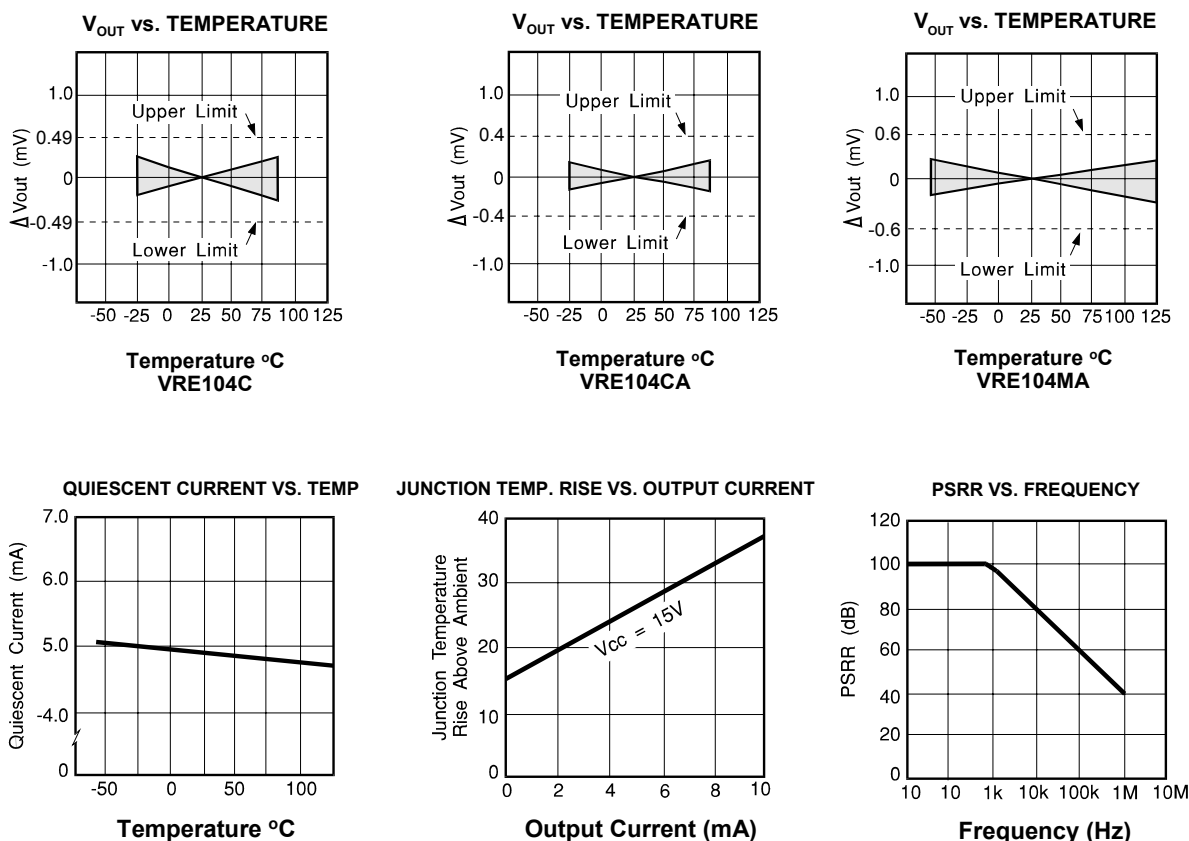 V_OUT vs. TEMPERATURE
1.0
0.49
0
-0.49
-1.0
Δ Vout (mV)
Upper Limit
Lower Limit
-50 -25 0 25 50 75 100 125
Temperature ºC
VRE104C
V_OUT vs. TEMPERATURE
1.0
0.4
0
-0.4
-1.0
Δ Vout (mV)
Upper Limit
Lower Limit
-50 -25 0 25 50 75 100 125
Temperature ºC
VRE104CA
V_OUT vs. TEMPERATURE
1.0
0.6
0
-0.6
-1.0
Δ Vout (mV)
Upper Limit
Lower Limit
-50 -25 0 25 50 75 100 125
Temperature ºC
VRE104MA
QUIESCENT CURRENT VS. TEMP
7.0
6.0
5.0
-4.0
0
Quiescent Current (mA)
-50 0 50 100
Temperature ºC
JUNCTION TEMP. RISE VS. OUTPUT CURRENT
40
30
20
10
0
Junction Temperature
Rise Above Ambient
Vcc = 15V
0 2 4 6 8 10
Output Current (mA)
PSRR VS. FREQUENCY
120
100
80
60
40
20
0
PSRR (dB)
10 10 1k 10k 100k 1M 10M
Frequency (Hz)